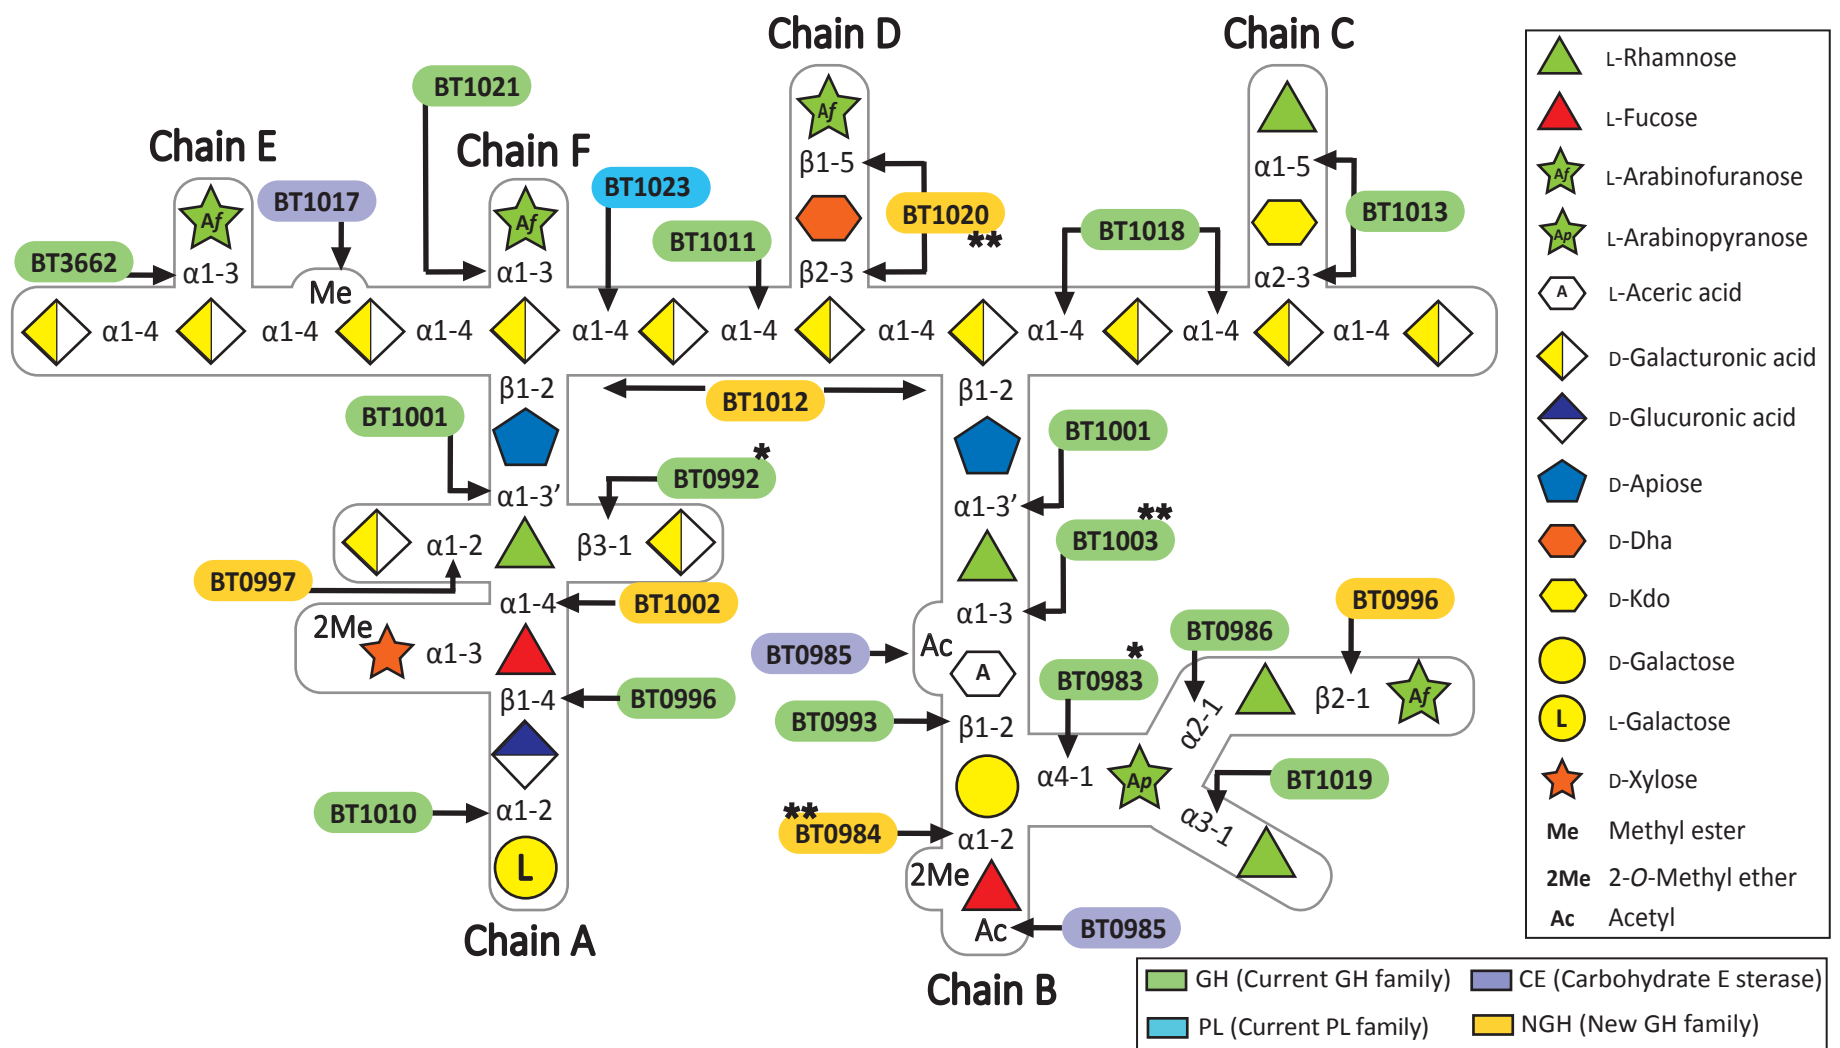 Chain D
Chain C
BT1021
Chain E
Chain F
Af
β1-5
α1-5
BT1017
BT1023
BT1020
**
BT1013
Af
Af
BT1011
BT1018
BT3662
α1-3
α1-3
β2-3
α2-3
Me
α1-4 α1-4 α1-4 α1-4 α1-4 α1-4 α1-4 α1-4 α1-4
β1-2
BT1012
β1-2
BT1001
BT1001
BT0992
*
α1-3’
α1-3’
BT1003
**
α1-2
β3-1
BT0997
α1-4
BT1002
α1-3
BT0996
2Me
α1-3
BT0985
Ac
A
BT0986
BT0983
*
β1-4
BT0996
BT0993
β1-2
α2-1
β2-1
Af
α4-1
Ap
BT1019
BT1010
α1-2
**
BT0984
α1-2
α3-1
L
2Me
Ac
BT0985
Chain A
Chain B
L-Rhamnose
L-Fucose
Af L-Arabinofuranose
Ap L-Arabinopyranose
A L-Aceric acid
D-Galacturonic acid
D-Glucuronic acid
D-Apiose
D-Dha
D-Kdo
D-Galactose
L L-Galactose
D-Xylose
Me Methyl ester
2Me 2-O-Methyl ether
Ac Acetyl
GH (Current GH family) CE (Carbohydrate E sterase)
PL (Current PL family) NGH (New GH family)